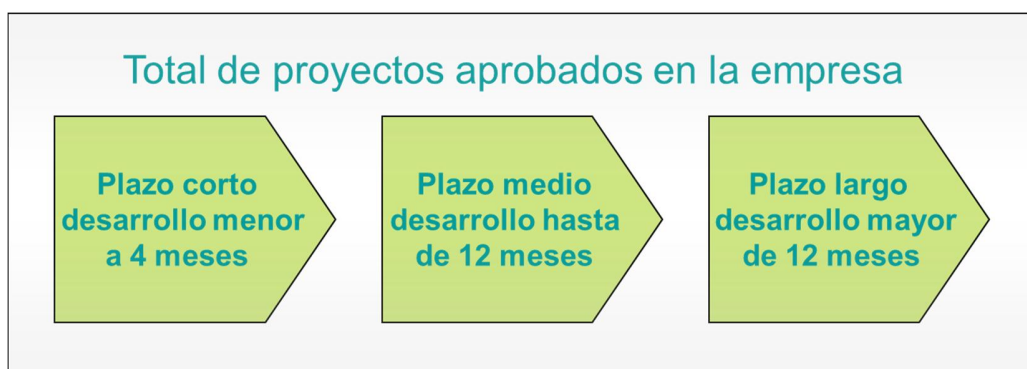 Total de proyectos aprobados en la empresa
Plazo corto
desarrollo menor
a 4 meses
Plazo medio
desarrollo hasta
de 12 meses
Plazo largo
desarrollo mayor
de 12 meses